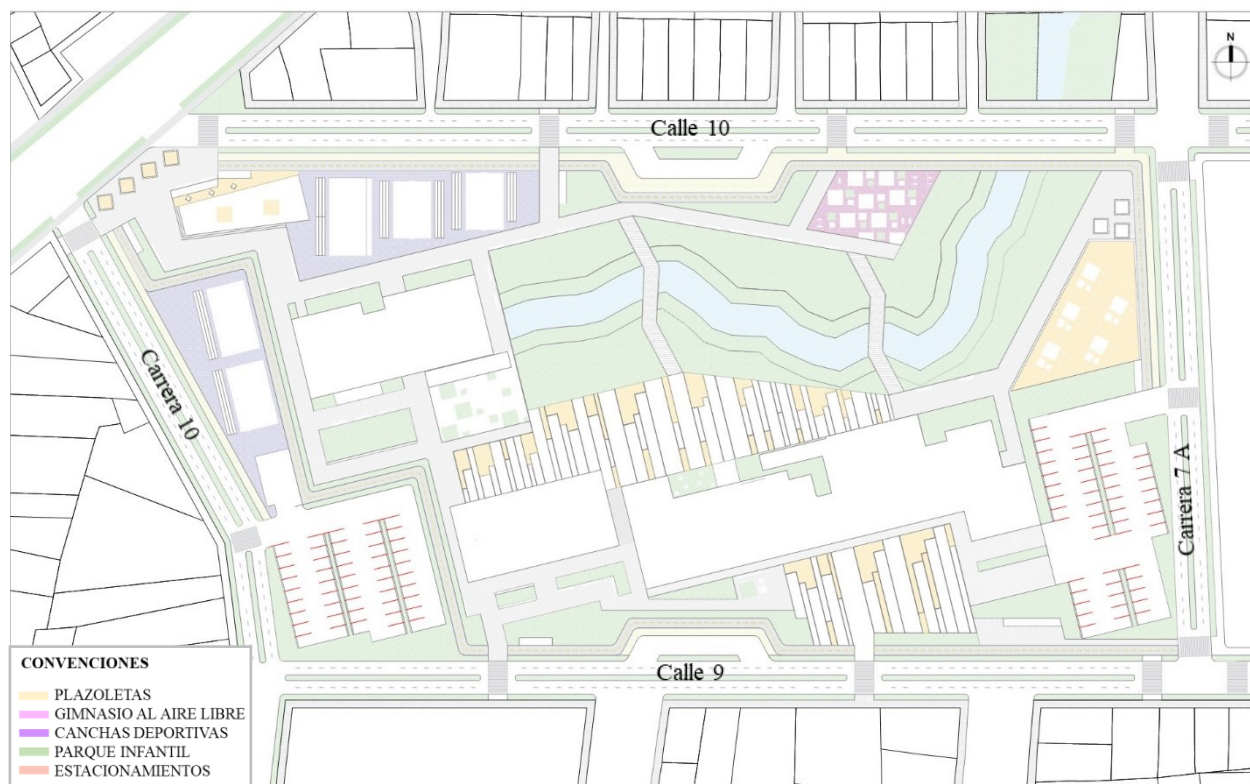 N
Calle 10
Carrera 10
Carrera 7 A
Calle 9
CONVENCIONES
PLAZOLETAS
GIMNASIO AL AIRE LIBRE
CANCHAS DEPORTIVAS
PARQUE INFANTIL
ESTACIONAMIENTOS